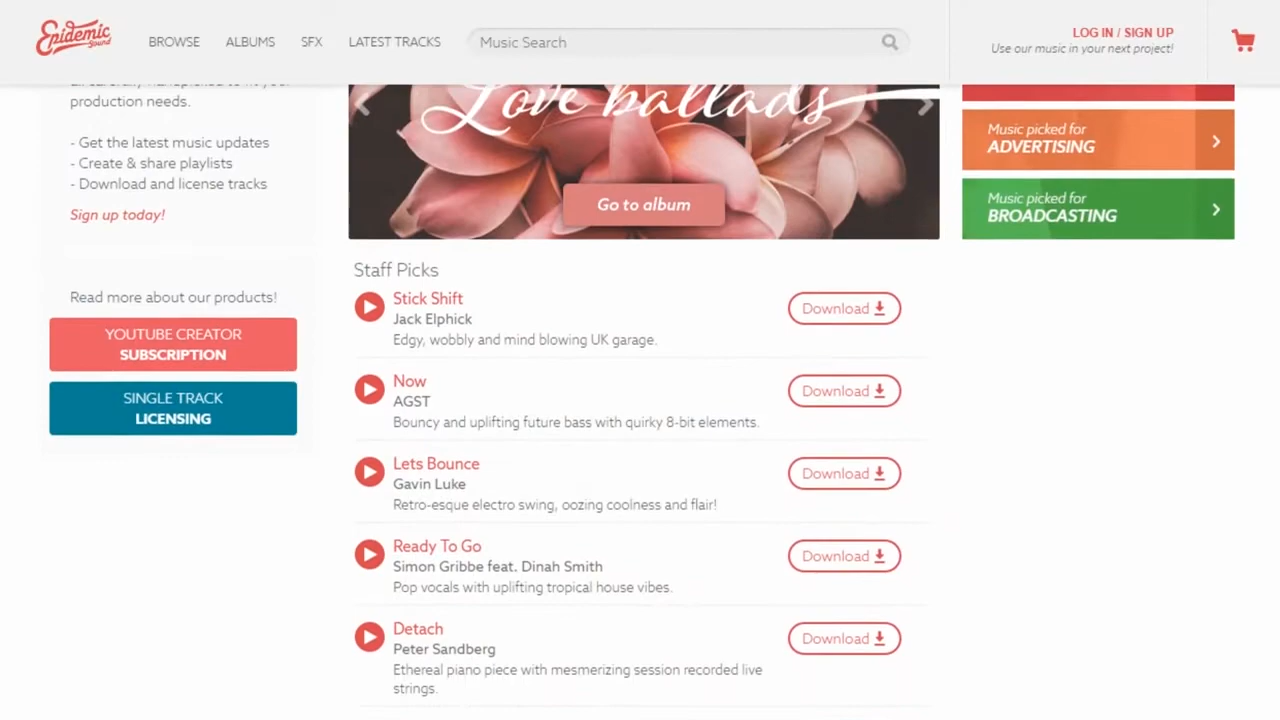 Epidemic
Sound
BROWSE
ALBUMS
SFX
LATEST TRACKS
Music Search
LOG IN / SIGN UP
Use our music in your next project!
production needs.
- Get the latest music updates
- Create & share playlists
- Download and license tracks
Sign up today!
Read more about our products!
YOUTUBE CREATOR
SUBSCRIPTION
SINGLE TRACK
LICENSING
Love ballads
Go to album
Staff Picks
Stick Shift
Jack Elphick
Edgy, wobbly and mind blowing UK garage.
Download
Now
AGST
Bouncy and uplifting future bass with quirky 8-bit elements.
Download
Lets Bounce
Gavin Luke
Retro-esque electro swing, oozing coolness and flair!
Download
Ready To Go
Simon Gribbe feat. Dinah Smith
Pop vocals with uplifting tropical house vibes.
Download
Detach
Peter Sandberg
Ethereal piano piece with mesmerizing session recorded live
strings.
Download
Music picked for
ADVERTISING
Music picked for
BROADCASTING